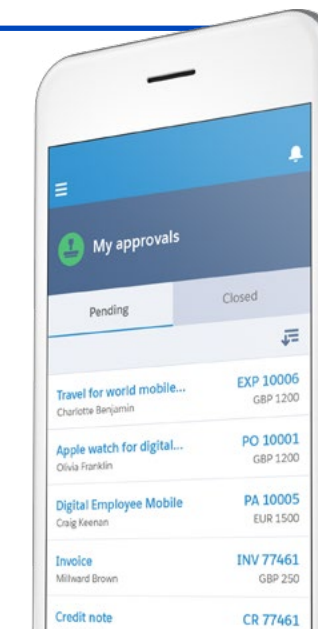 My approvals
Pending Closed
Travel for world mobile... EXP 10006
Charlotte Benjamin GBP 1200
Apple watch for digital... PO 10001
Olivia Franklin GBP 1200
Digital Employee Mobile PA 10005
Craig Keenan EUR 1500
Invoice INV 77461
Millward Brown GBP 250
Credit note CR 77461